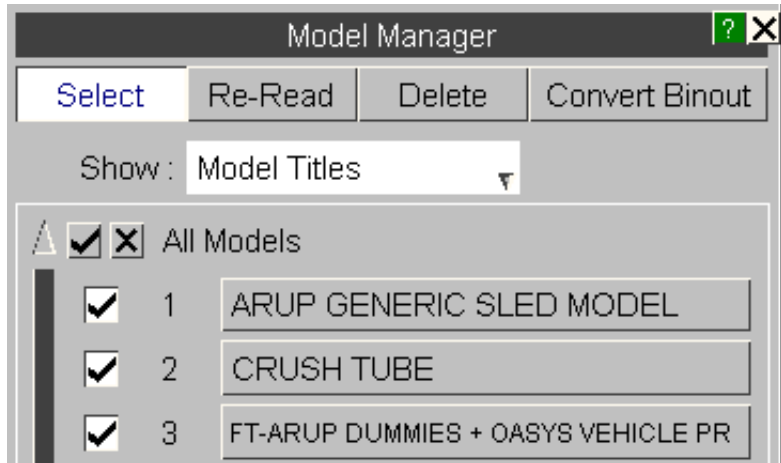 Model Manager ?
Select Re-Read Delete Convert Binout
Show : Model Titles
All Models
1 ARUP GENERIC SLED MODEL
2 CRUSH TUBE
3 FT-ARUP DUMMIES + OASYS VEHICLE PR